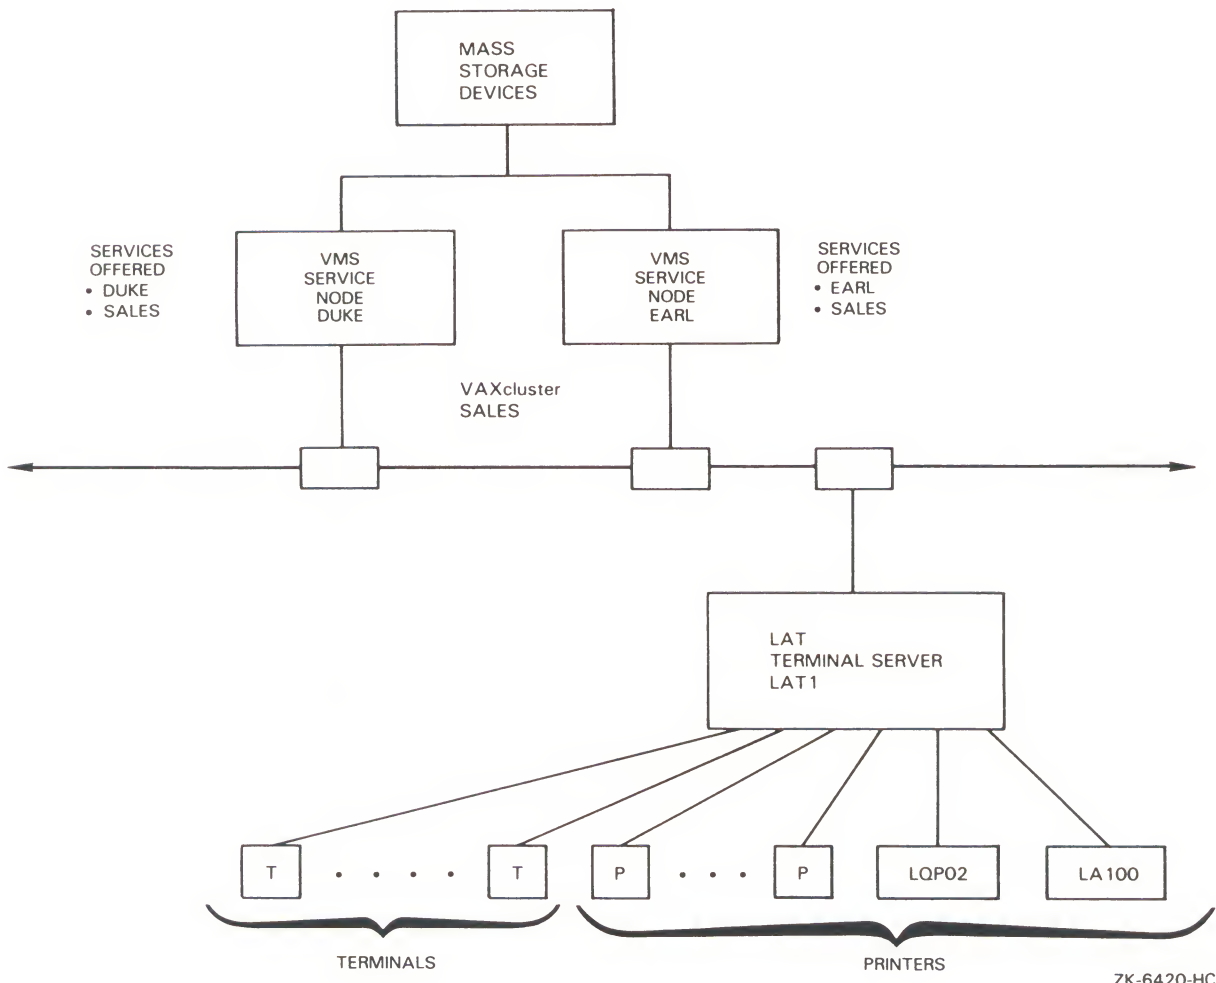 MASS
STORAGE
DEVICES
SERVICES
OFFERED
• DUKE
• SALES
VMS
SERVICE
NODE
DUKE
VMS
SERVICE
NODE
EARL
SERVICES
OFFERED
• EARL
• SALES
VAXcluster
SALES
LAT
TERMINAL SERVER
LAT1
T
T
P
P
LQP02
LA100
TERMINALS
PRINTERS
ZK-6420-HC